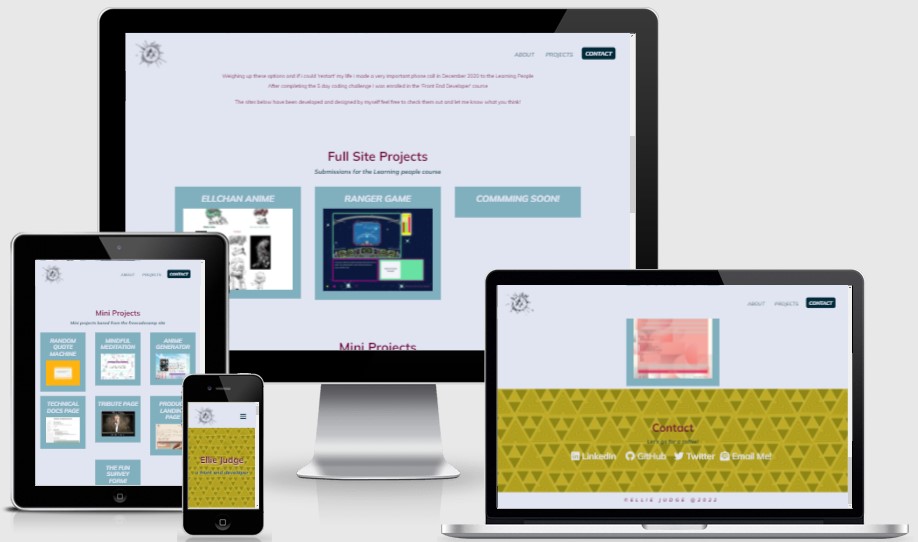 ABOUT PROJECTS CONTACT
Weighing up these options and if i could 'restart' my life i made a very important phone call in December 2020 to the Learning People
After completing the 5 day coding challenge i was enrolled in the 'Front End Developer' course
The sites below have been developed and designed by myself feel free to check them out and let me know what you think!
Full Site Projects
Submissions for the Learning people course
ELLCHAN ANIME RANGER GAME COMMMING SOON!
Mini Projects
ABOUT PROJECTS CONTACT
Mini Projects
Mini projects based from the freecodecamp site
RANDOM QUOTE MACHINE
MINDFUL MEDITATION
ANIME GENERATOR
TECHNICAL DOCS PAGE
TRIBUTE PAGE
PAGE
THE FUN SURVEY FORM
Ellie Judge.
ABOUT PROJECTS CONTACT
Contact
LinkedIn GitHub Twitter Email Me!
ELLIE JUDGE @2022